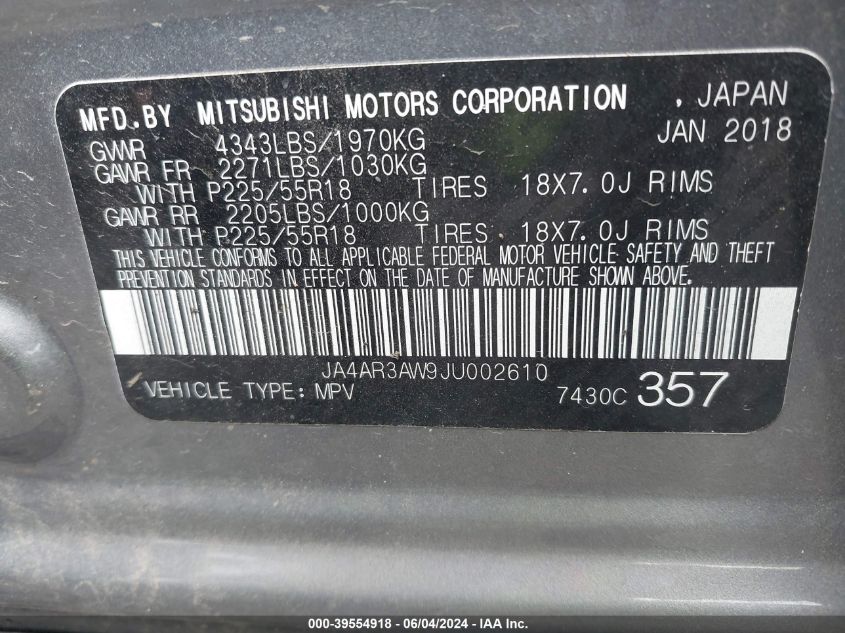 MFD.BY MITSUBISHI MOTORS CORPORATION , JAPAN
GVWR 4343LBS/1970KG JAN 2018
GAWR FR 2271LBS/1030KG
WITH P225/55R18 TIRES 18X7.0J RIMS
GAWR RR 2205LBS/1000KG
WITH P225/55R18 TIRES 18X7.0J RIMS
THIS VEHICLE CONFORMS TO ALL APPLICABLE FEDERAL MOTOR VEHICLE SAFETY AND THEFT
PREVENTION STANDARDS IN EFFECT ON THE DATE OF MANUFACTURE SHOWN ABOVE.
JA4AR3AW9JU002610
VEHICLE TYPE: MPV 7430C 357
000-39554918 - 06/04/2024 - IAAI Inc.